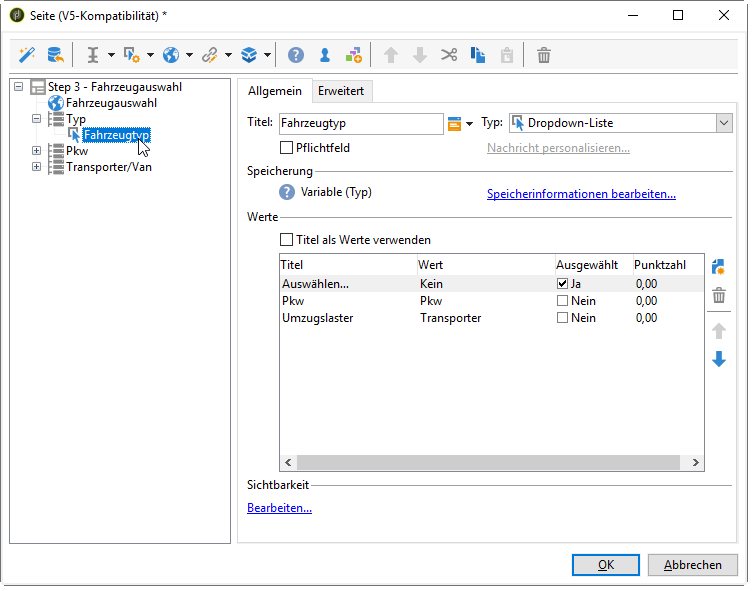 Seite (V5-Kompatibilität) *
Step 3 - Fahrzeugauswahl
Fahrzeugauswahl
Typ
Fahrzeugtyp
Pkw
Transporter/Van
Allgemein Erweitert
Titel: Fahrzeugtyp Typ: Dropdown-Liste
Pflichtfeld Nachricht personalisieren...
Speicherung
Variable (Typ) Speicherinformationen bearbeiten...
Werte
Titel als Werte verwenden
Titel Wert Ausgewählt Punktzahl
Auswählen... Kein Ja 0,00
Pkw Pkw Nein 0,00
Umzugslaster Transporter Nein 0,00
Sichtbarkeit
Bearbeiten...
OK Abbrechen